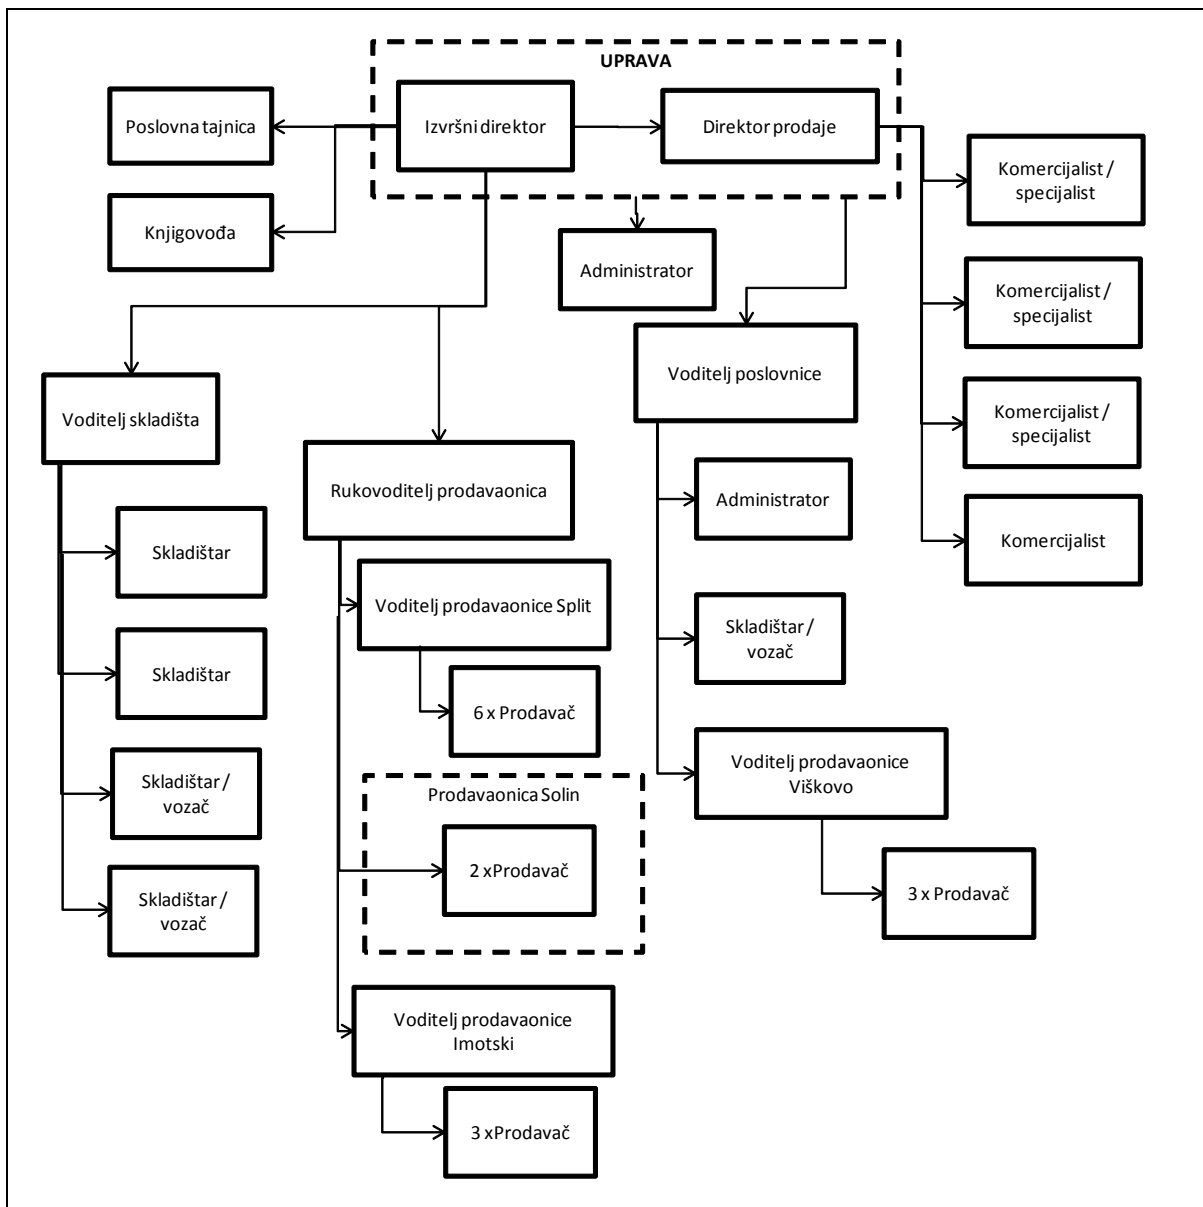 UPRAVA
Poslovna tajnica
Izvršni direktor
Direktor prodaje
Komercijalist /
specijalist
Knjigovođa
Administrator
Komercijalist /
specijalist
Voditelj poslovnice
Voditelj skladišta
Komercijalist /
specijalist
Rukovoditelj prodavaonica
Administrator
Komercijalist
Skladištar
Voditelj prodavaonice Split
Skladištar /
vozač
Skladištar
6 x Prodavač
Voditelj prodavaonice
Viškovo
Skladištar /
vozač
Prodavaonica Solin
2 xProdavač
3 x Prodavač
Skladištar /
vozač
Voditelj prodavaonice
Imotski
3 xProdavač